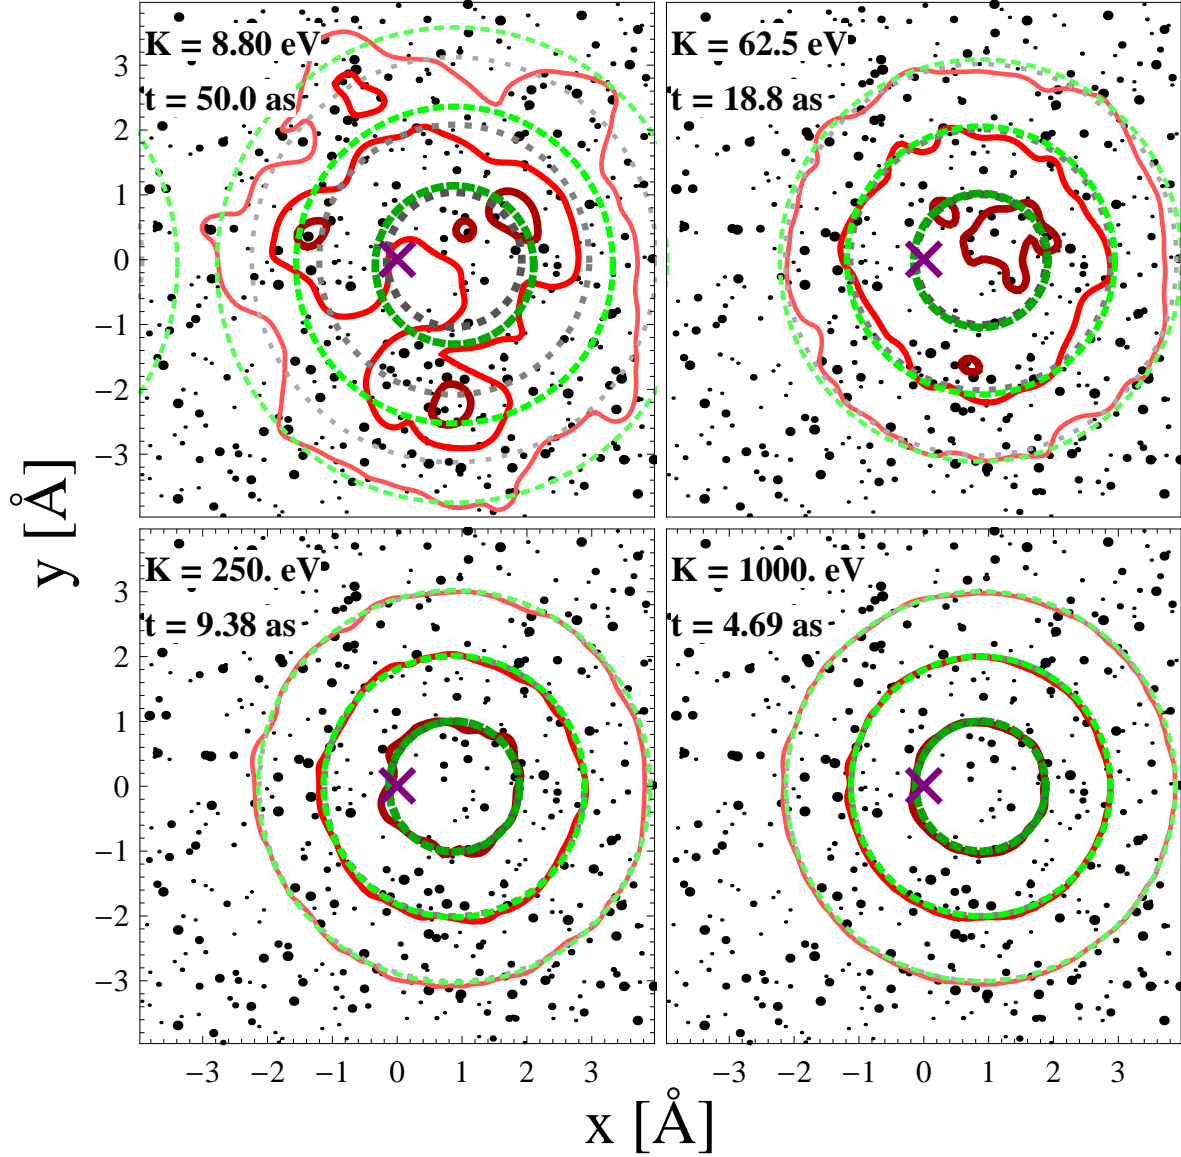 K = 8.80 eV
t = 50.0 as
K = 62.5 eV
t = 18.8 as
3
2
1
0
−1
−2
−3
K = 250. eV
t = 9.38 as
K = 1000. eV
t = 4.69 as
3
2
1
0
−1
−2
−3
−3 −2 −1 0 1 2 3
−3 −2 −1 0 1 2 3
y [Å]
x [Å]